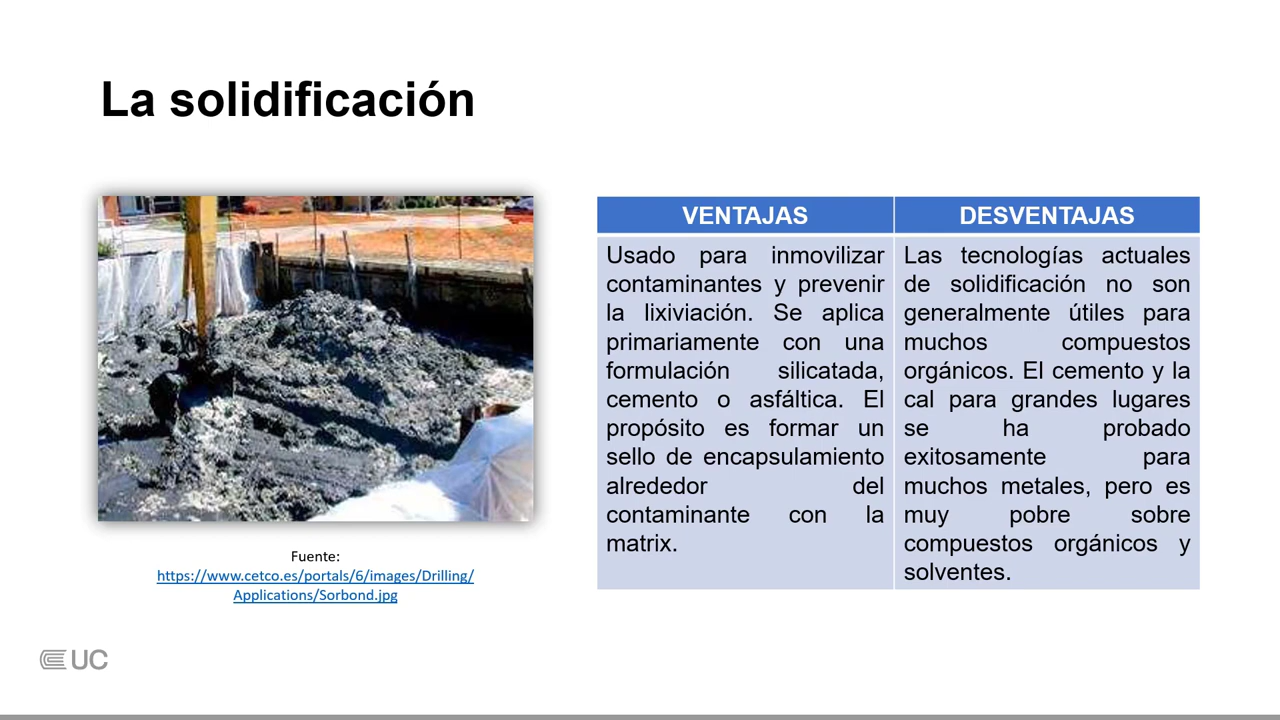 La solidificación
VENTAJAS
DESVENTAJAS
Usado para inmovilizar
contaminantes y prevenir
la lixiviación. Se aplica
primariamente con una
formulación silicatada,
cemento o asfáltica. El
propósito es formar un
sello de encapsulamiento
alrededor del
contaminante con la
matrix.
Las tecnologías actuales
de solidificación no son
generalmente útiles para
muchos compuestos
orgánicos. El cemento y la
cal para grandes lugares
se ha probado
exitosamente para
muchos metales, pero es
muy pobre sobre
compuestos orgánicos y
solventes.
Fuente:
https://www.cetco.es/portals/6/images/Drilling/
Applications/Sorbond.jpg
UC